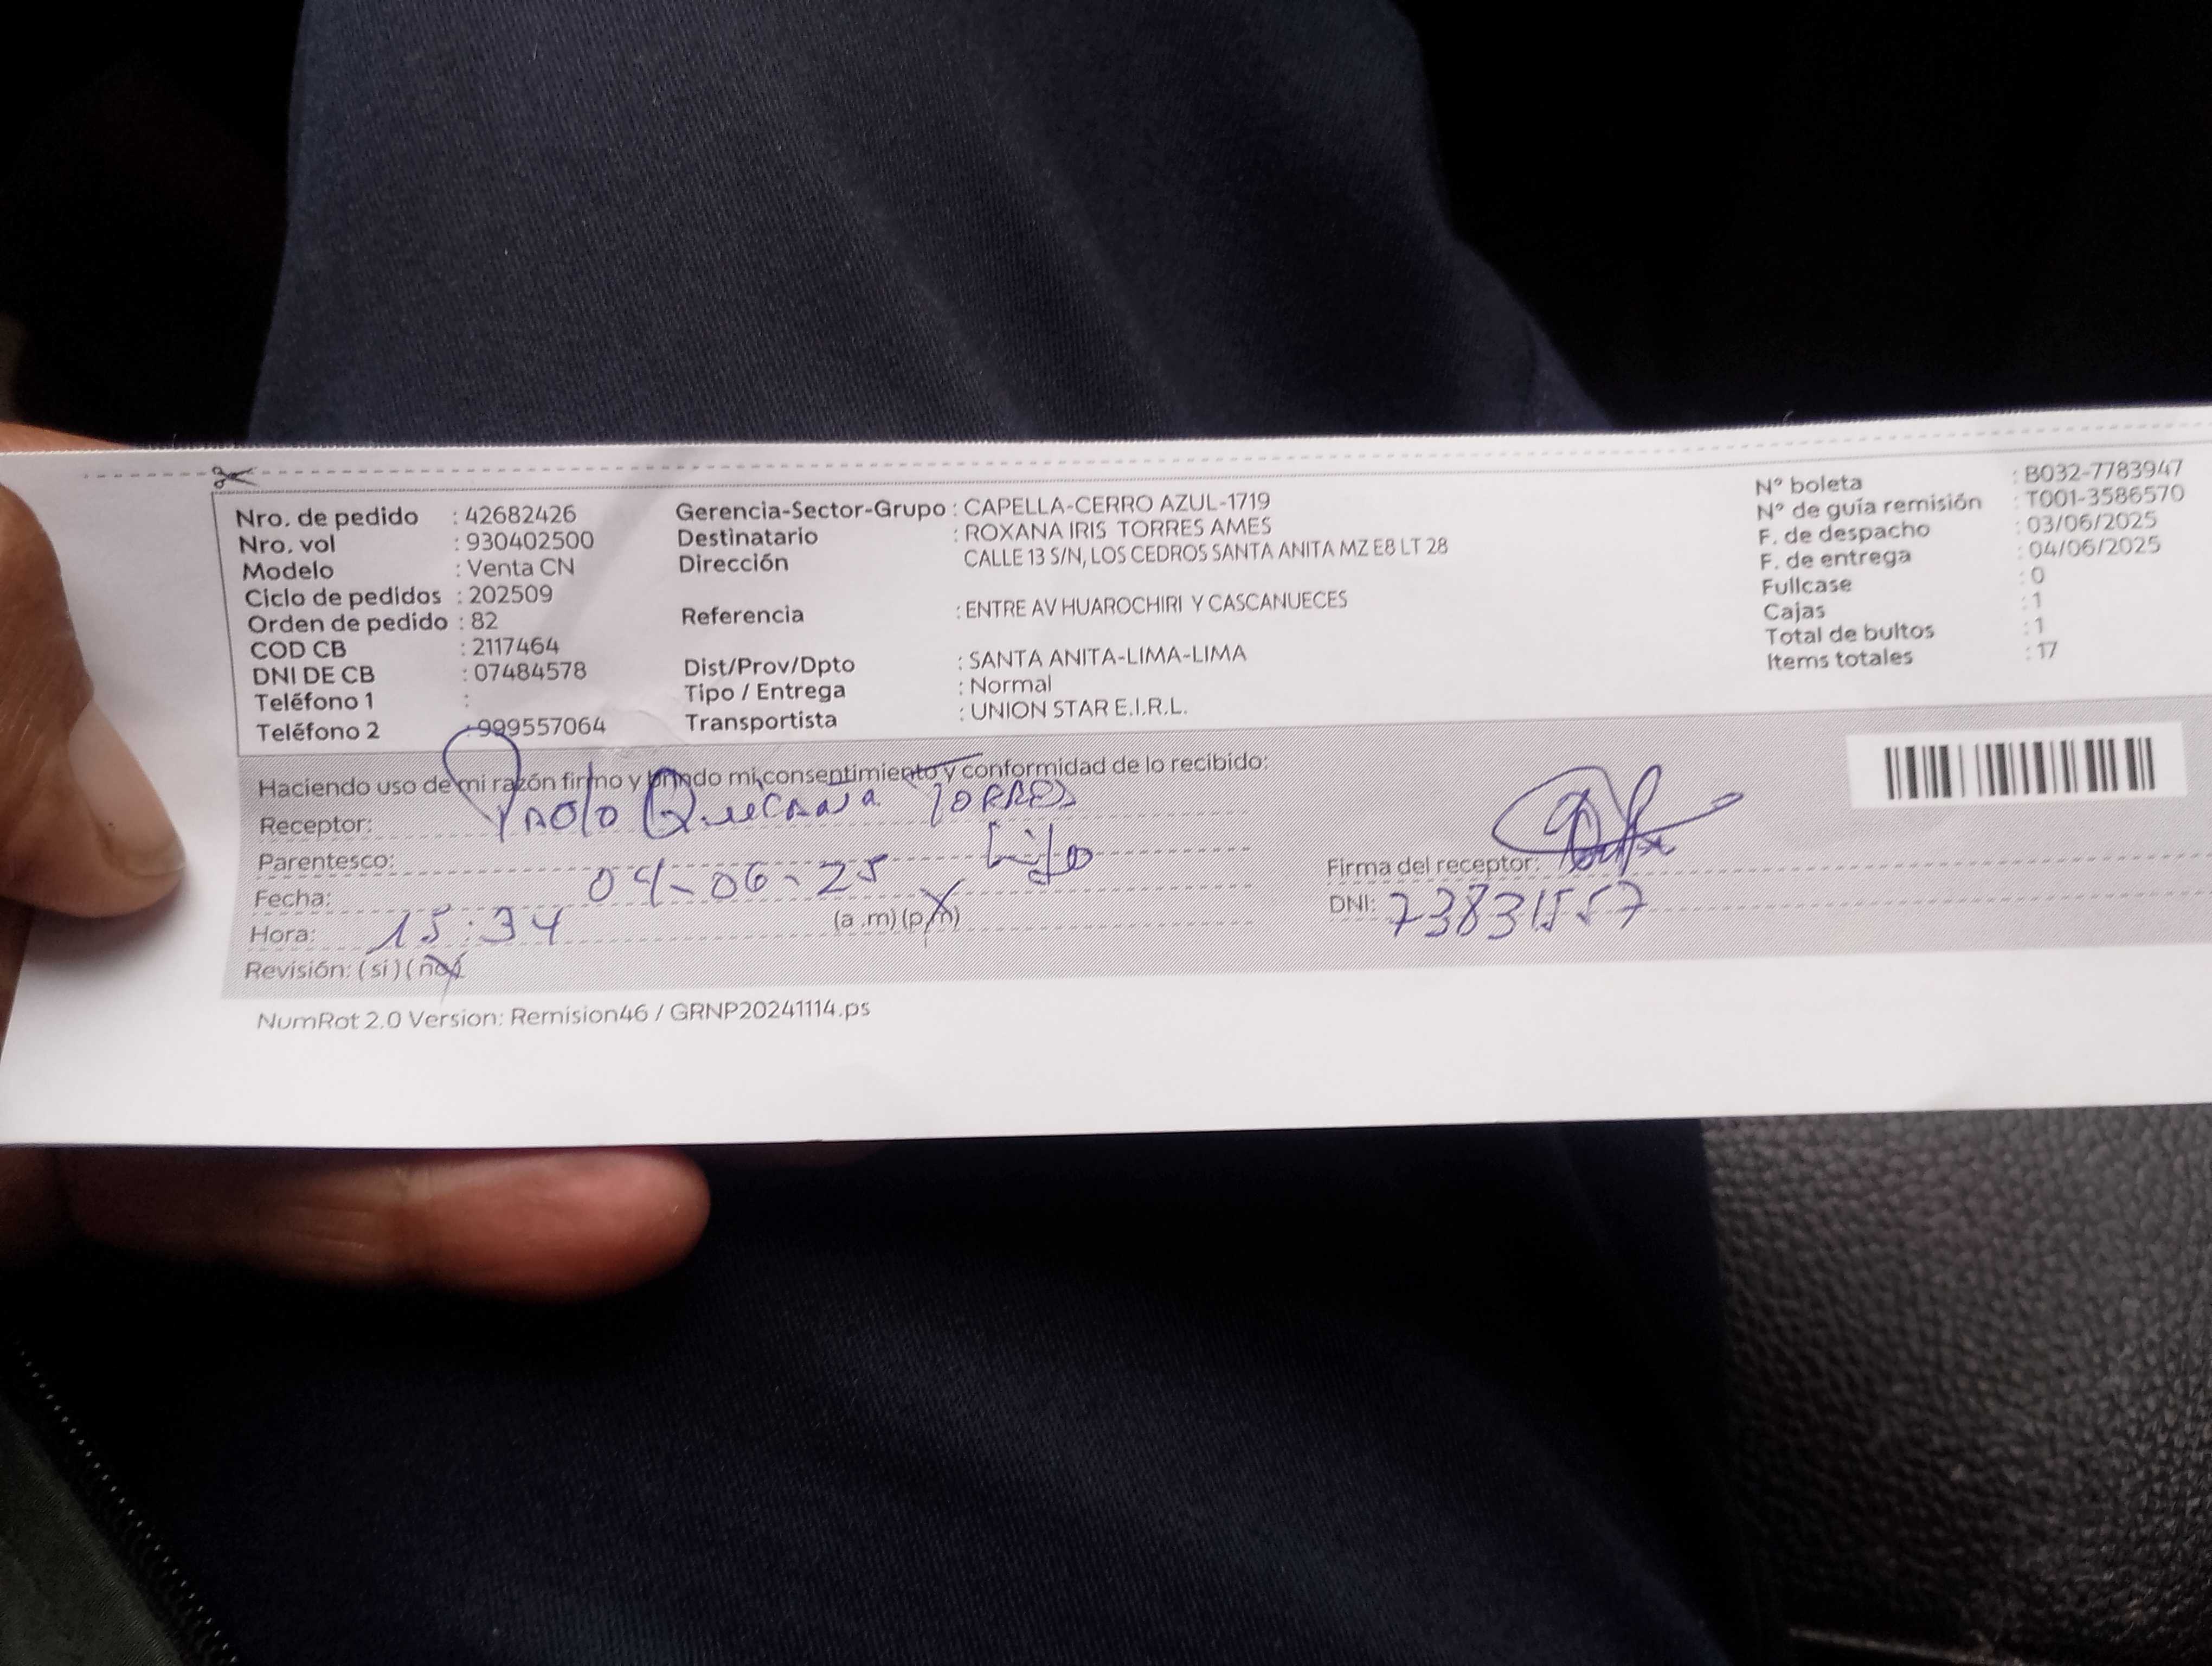 Nro. de pedido : 42682426
Nro. vol : 930402500
Modelo : Venta CN
Ciclo de pedidos : 202509
Orden de pedido : 82
COD CB : 2117464
DNI DE CB : 07484578
Teléfono 1 :
Teléfono 2 : 999557064
Gerencia-Sector-Grupo : CAPELLA-CERRO AZUL-1719
Destinatario : ROXANA IRIS TORRES AMES
Dirección CALLE 13 S/N, LOS CEDROS SANTA ANITA MZ E8 LT 28
Referencia : ENTRE AV HUAROCHIRI Y CASCANUECES
Dist/Prov/Dpto : SANTA ANITA-LIMA-LIMA
Tipo / Entrega : Normal
Transportista : UNION STAR E.I.R.L.
N° boleta : B032-7783947
N° de guía remisión : T001-3586570
F. de despacho : 03/06/2025
F. de entrega : 04/06/2025
Fullcase : 0
Cajas : 1
Total de bultos : 1
Items totales : 17
Haciendo uso de mi razón firmo y brindo mi consentimiento y conformidad de lo recibido:
Receptor: Paolo Quecana Torres
Parentesco: Hijo
Fecha: 04-06-25
Hora: 15:34 (a.m) (p.m)
Revisión: (si) (no)
Firma del receptor:
DNI: 73831557
NumRot 2.0 Version: Remision46 / GRNP20241114.ps